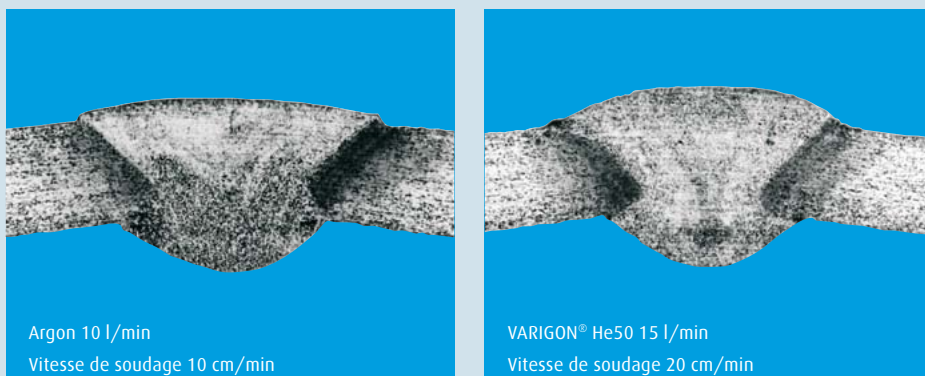 Argon 10 l/min
Vitesse de soudage 10 cm/min
VARIGON® He50 15 l/min
Vitesse de soudage 20 cm/min